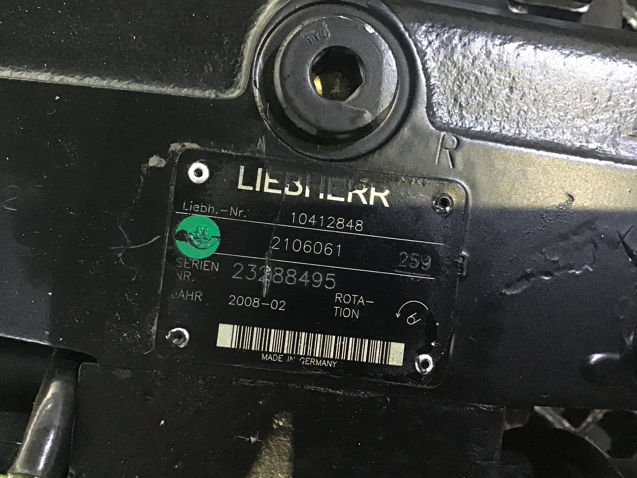 R
LIEBHERR
Liebh.-Nr.: 10412848
2106061 259
SERIEN NR. 23288495
JAHR 2008-02 ROTA-TION
MADE IN GERMANY